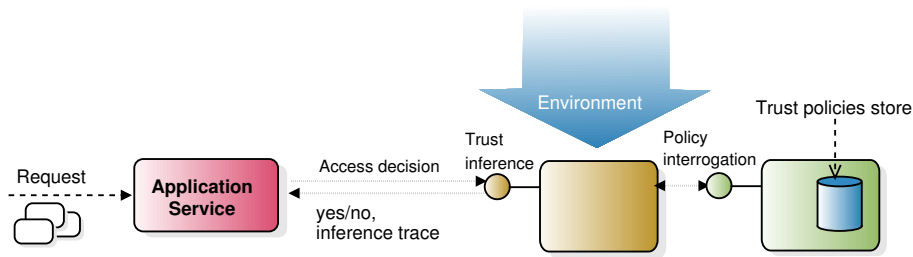 Request
Application
Service
Access decision
yes/no,
inference trace
Trust
inference
Environment
Policy
interrogation
Trust policies store